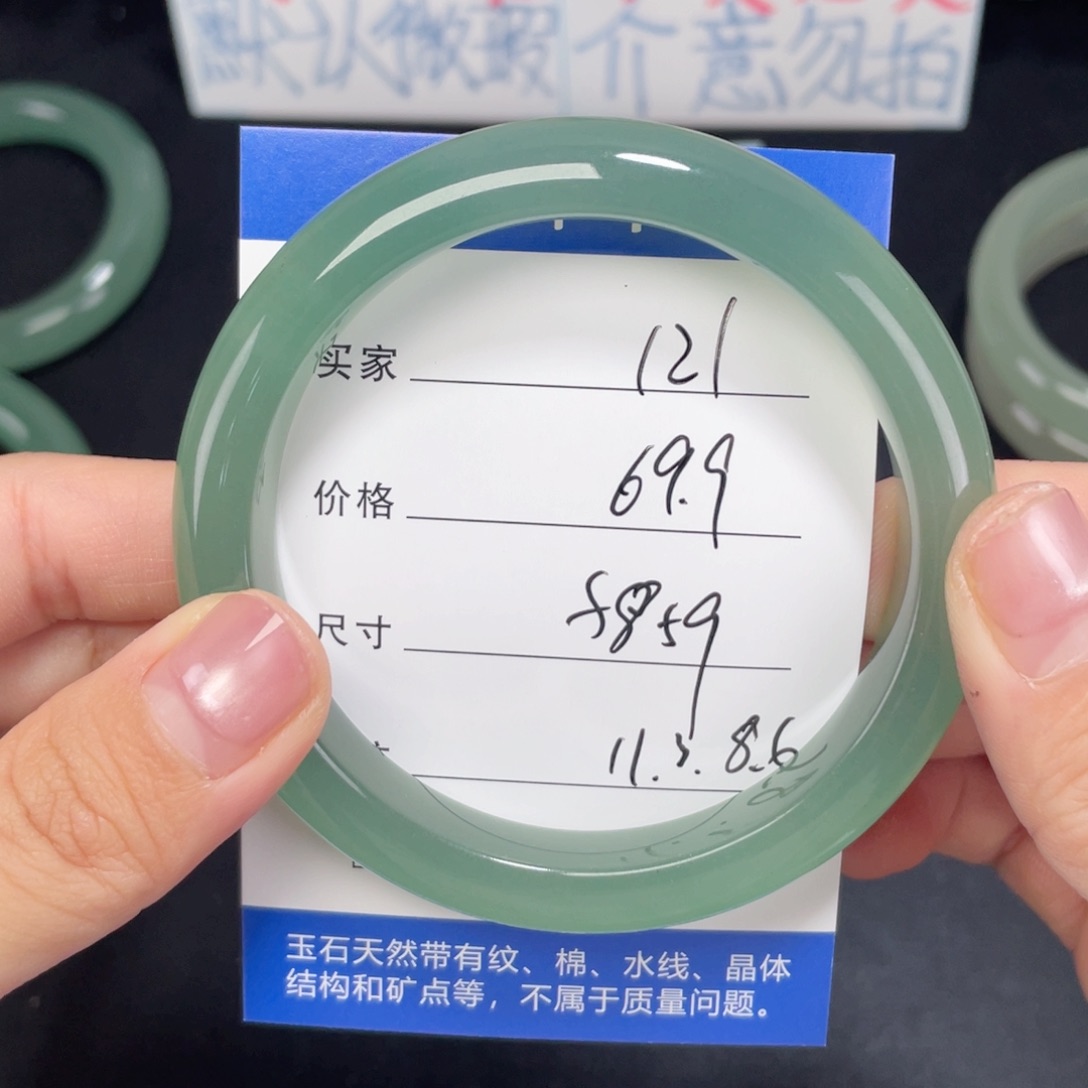 默认微瑕 介意勿拍
买家 121
价格 69.9
尺寸 58 59
11.3. 8.6
玉石天然带有纹、棉、水线、晶体
结构和矿点等，不属于质量问题。